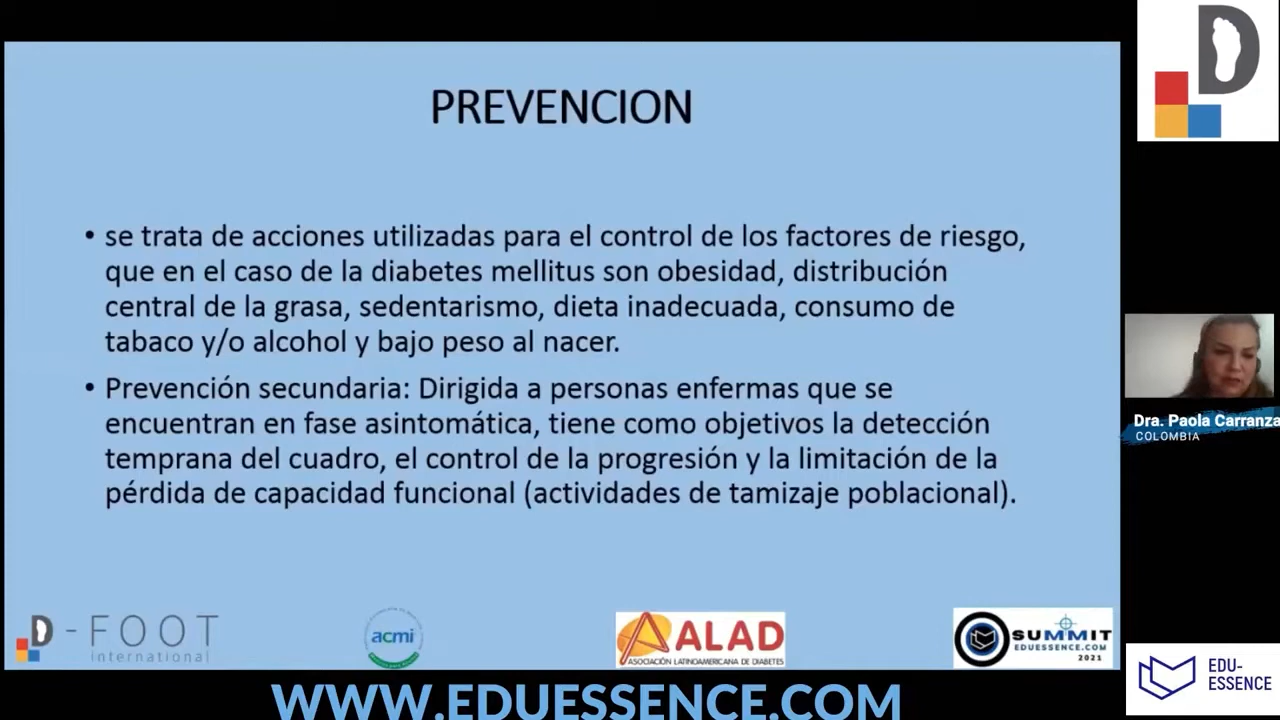 PREVENCION
• se trata de acciones utilizadas para el control de los factores de riesgo,
que en el caso de la diabetes mellitus son obesidad, distribución
central de la grasa, sedentarismo, dieta inadecuada, consumo de
tabaco y/o alcohol y bajo peso al nacer.
• Prevención secundaria: Dirigida a personas enfermas que se
encuentran en fase asintomática, tiene como objetivos la detección
temprana del cuadro, el control de la progresión y la limitación de la
pérdida de capacidad funcional (actividades de tamizaje poblacional).
D
Dra. Paola Carranza
COLOMBIA
D-FOOT
international
acmi
ALAD
ASOCIACIÓN LATINOAMERICANA DE DIABETES
SUMMIT
EDUESSENCE.COM
2021
EDU-
ESSENCE
WWW.EDUESSENCE.COM